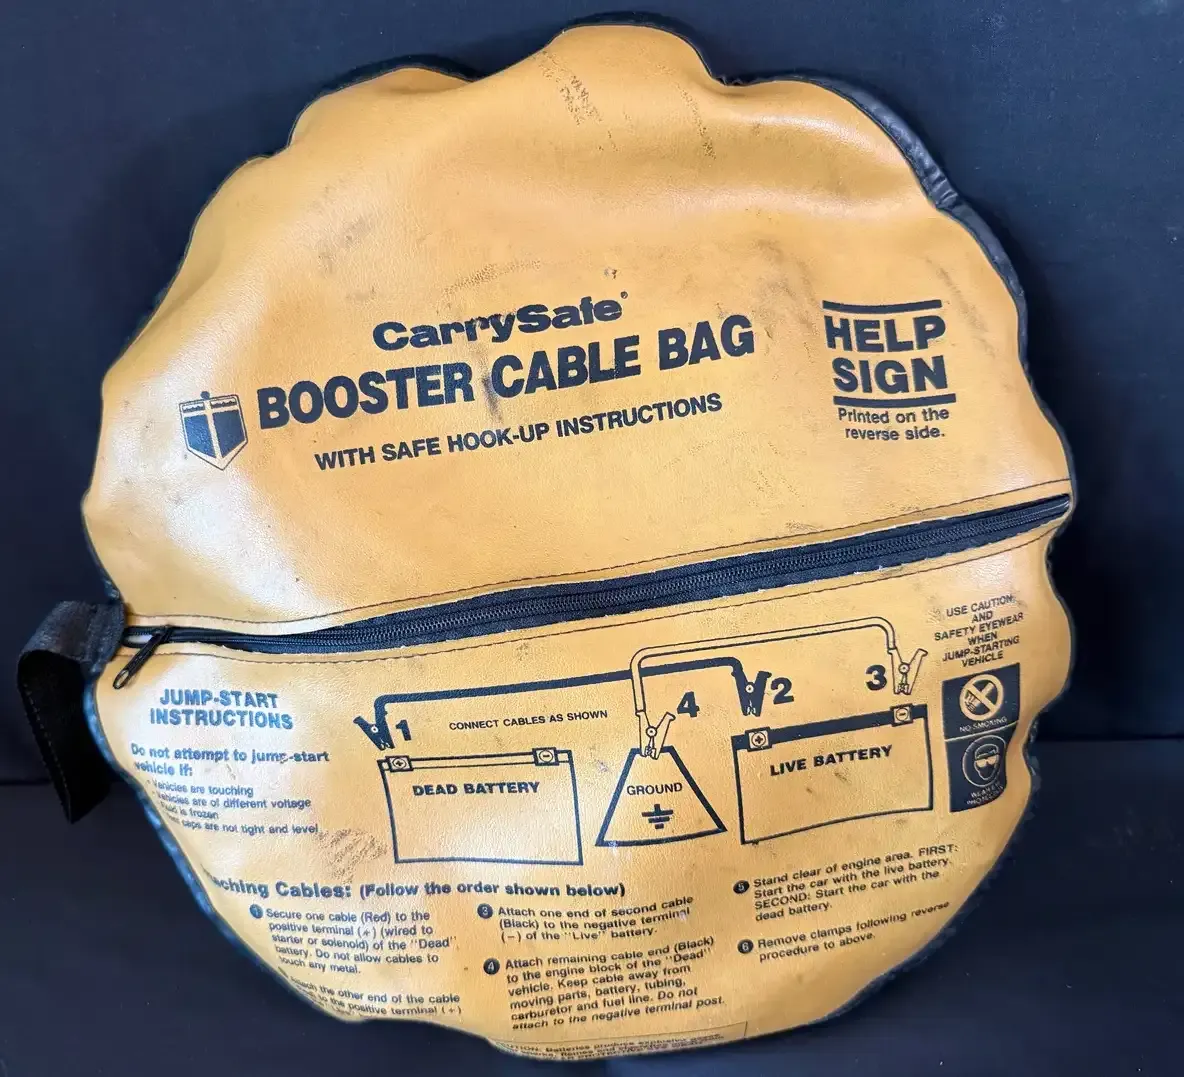 CarrySafe®
BOOSTER CABLE BAG
WITH SAFE HOOK-UP INSTRUCTIONS
HELP
SIGN
Printed on the
reverse side.
USE CAUTION
AND
SAFETY EYEWEAR
WHEN
JUMP-STARTING
VEHICLE
NO SMOKING
JUMP-START
INSTRUCTIONS
Do not attempt to jump-start
vehicle if:
Vehicles are touching
Vehicles are of different voltage
is frozen
caps are not tight and level
1
CONNECT CABLES AS SHOWN
4
2
3
+
−
DEAD BATTERY
GROUND
+
−
LIVE BATTERY
Cables: (Follow the order shown below)
1 Secure one cable (Red) to the
positive terminal (+) (wired to
starter or solenoid) of the "Dead"
battery. Do not allow cables to
touch any metal.
the other end of the cable
to the positive terminal (+)
3 Attach one end of second cable
(Black) to the negative terminal
(−) of the "Live" battery.
4 Attach remaining cable end (Black)
to the engine block of the "Dead"
vehicle. Keep cable away from
moving parts, battery, tubing,
carburetor and fuel line. Do not
attach to the negative terminal post.
5 Stand clear of engine area. FIRST:
Start the car with the live battery.
SECOND: Start the car with the
dead battery.
6 Remove clamps following reverse
procedure to above.
Batteries produce explosive